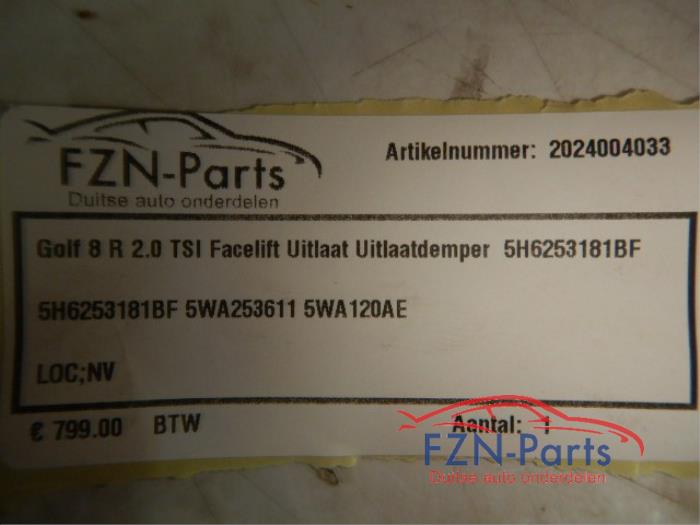 FZN-Parts
Duitse auto onderdelen
Artikelnummer: 2024004033
Golf 8 R 2.0 TSI Facelift Uitlaat Uitlaatdemper 5H6253181BF
5H6253181BF 5WA253611 5WA120AE
LOC;NV
€ 799.00 BTW Aantal: 1
FZN-Parts
Duitse auto onderdelen